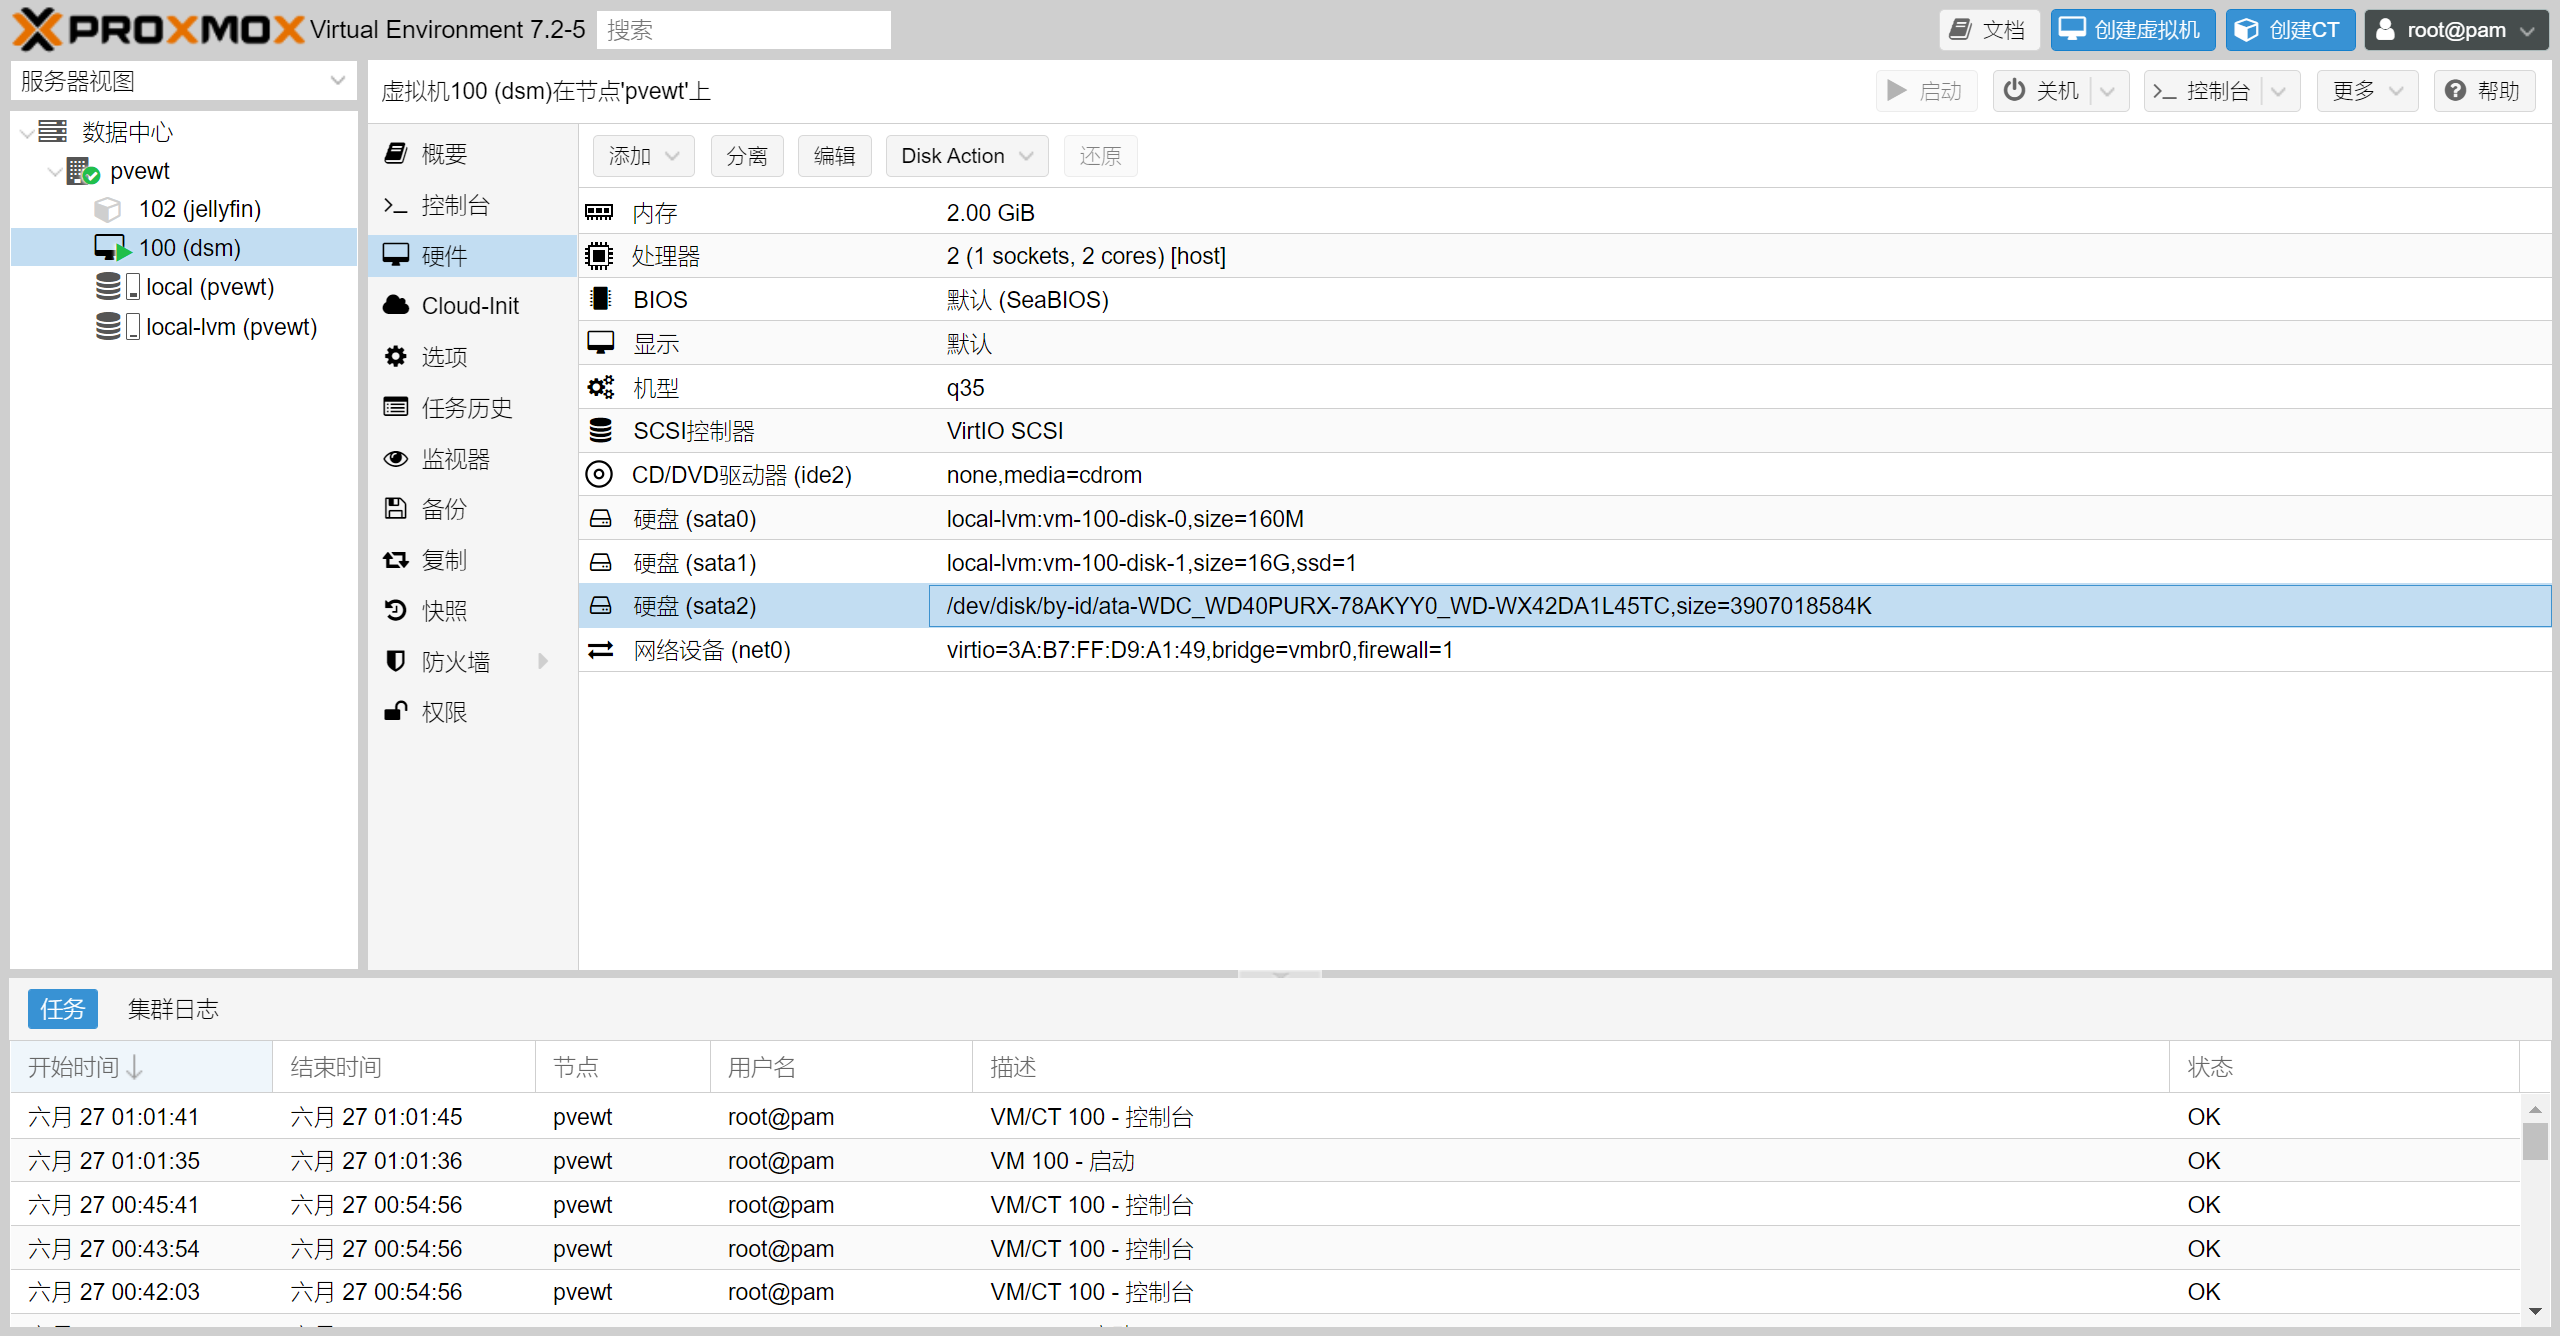 PROXMOX Virtual Environment 7.2-5 搜索 文档 创建虚拟机 创建CT root@pam
服务器视图
数据中心
pvewt
102 (jellyfin)
100 (dsm)
local (pvewt)
local-lvm (pvewt)
虚拟机100 (dsm)在节点'pvewt'上 启动 关机 控制台 更多 帮助
概要
控制台
硬件
Cloud-Init
选项
任务历史
监视器
备份
复制
快照
防火墙
权限
添加 分离 编辑 Disk Action 还原
内存 2.00 GiB
处理器 2 (1 sockets, 2 cores) [host]
BIOS 默认 (SeaBIOS)
显示 默认
机型 q35
SCSI控制器 VirtIO SCSI
CD/DVD驱动器 (ide2) none,media=cdrom
硬盘 (sata0) local-lvm:vm-100-disk-0,size=160M
硬盘 (sata1) local-lvm:vm-100-disk-1,size=16G,ssd=1
硬盘 (sata2) /dev/disk/by-id/ata-WDC_WD40PURX-78AKYY0_WD-WX42DA1L45TC,size=3907018584K
网络设备 (net0) virtio=3A:B7:FF:D9:A1:49,bridge=vmbr0,firewall=1
任务 集群日志
开始时间 结束时间 节点 用户名 描述 状态
六月 27 01:01:41 六月 27 01:01:45 pvewt root@pam VM/CT 100 - 控制台 OK
六月 27 01:01:35 六月 27 01:01:36 pvewt root@pam VM 100 - 启动 OK
六月 27 00:45:41 六月 27 00:54:56 pvewt root@pam VM/CT 100 - 控制台 OK
六月 27 00:43:54 六月 27 00:54:56 pvewt root@pam VM/CT 100 - 控制台 OK
六月 27 00:42:03 六月 27 00:54:56 pvewt root@pam VM/CT 100 - 控制台 OK